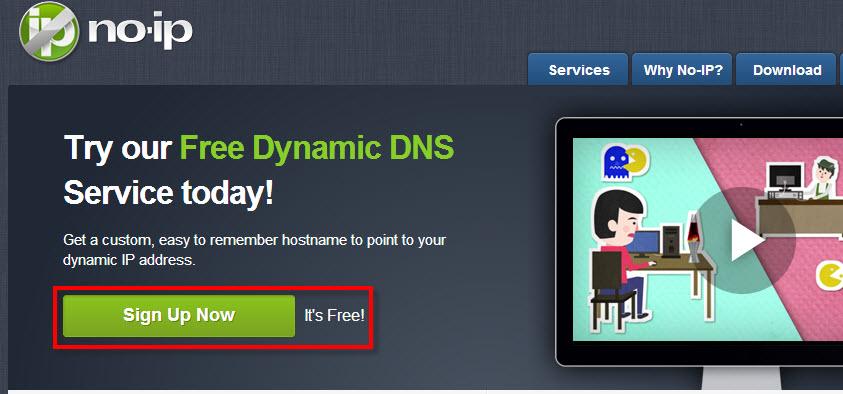 ip no-ip
Services
Why No-IP?
Download
Try our Free Dynamic DNS
Service today!
Get a custom, easy to remember hostname to point to your
dynamic IP address.
Sign Up Now
It's Free!